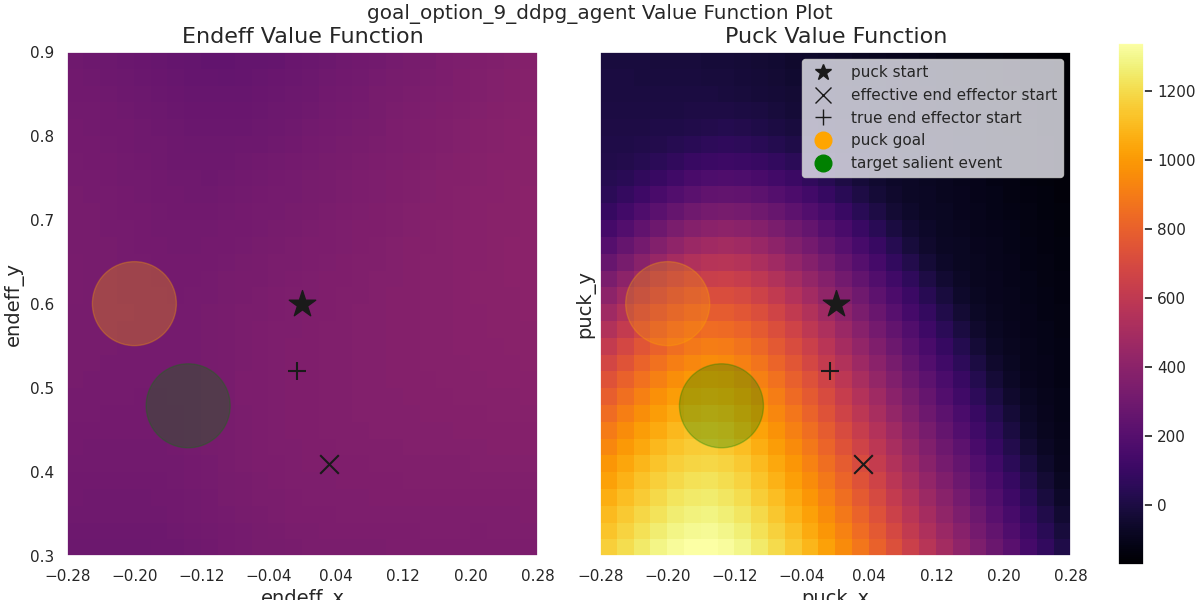 goal_option_9_ddpg_agent Value Function Plot
Endeff Value Function
0.9
0.8
0.7
0.6
0.5
0.4
0.3
endeff_y
−0.28 −0.20 −0.12 −0.04 0.04 0.12 0.20 0.28
endeff_x
Puck Value Function
puck start
effective end effector start
true end effector start
puck goal
target salient event
puck_y
−0.28 −0.20 −0.12 −0.04 0.04 0.12 0.20 0.28
puck_x
1200
1000
800
600
400
200
0